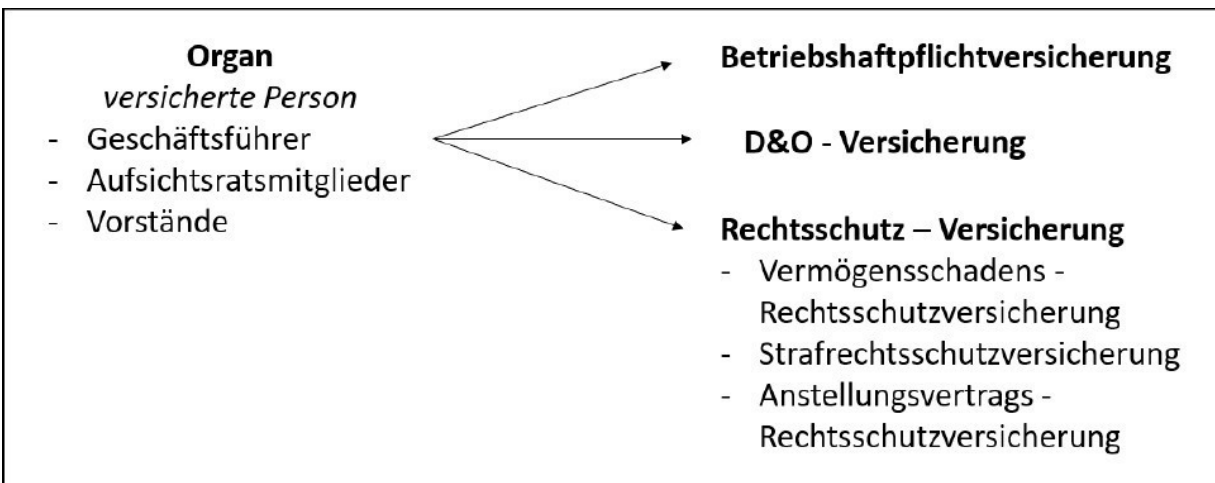 Organ
versicherte Person
- Geschäftsführer
- Aufsichtsratsmitglieder
- Vorstände
Betriebshaftpflichtversicherung
D&O - Versicherung
Rechtsschutz – Versicherung
- Vermögensschadens -
Rechtsschutzversicherung
- Strafrechtsschutzversicherung
- Anstellungsvertrags -
Rechtsschutzversicherung